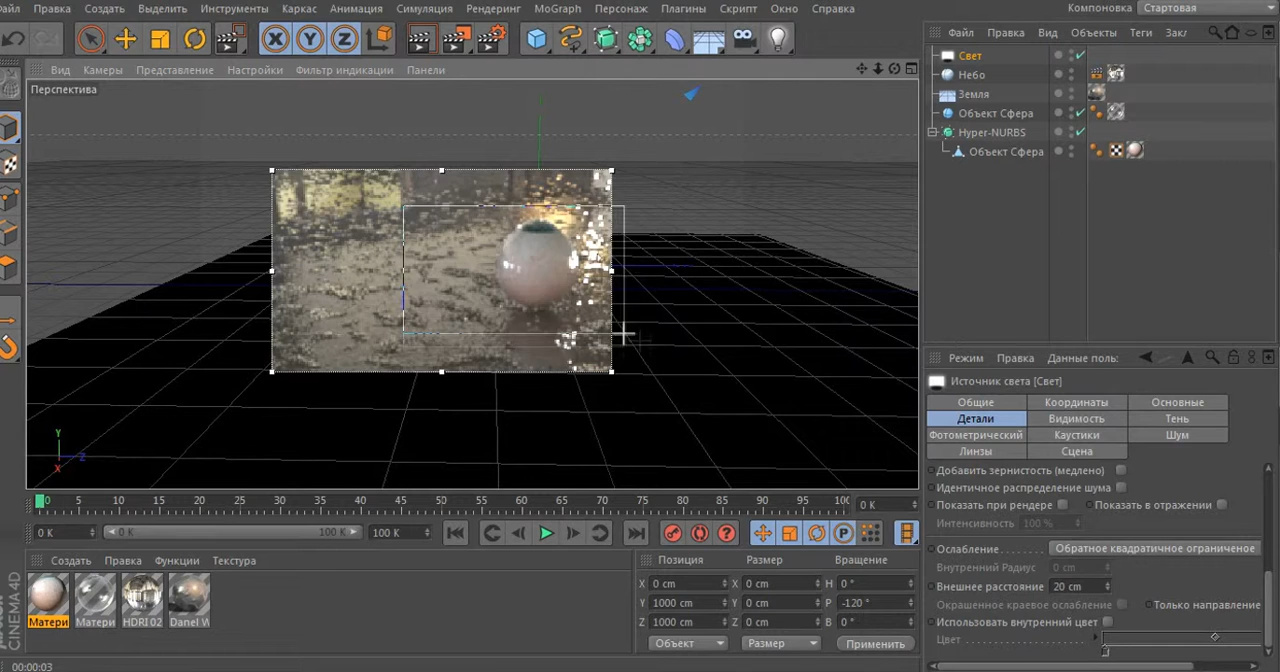 айл Правка Создать Выделить Инструменты Каркас Анимация Симуляция Рендеринг MoGraph Персонаж Плагины Скрипт Окно Справка Компоновка Стартовая
Вид Камеры Представление Настройки Фильтр индикации Панели
Файл Правка Вид Объекты Теги Закл
Перспектива
Свет
Небо
Земля
Объект Сфера
Hyper-NURBS
Объект Сфера
Режим Правка Данные поль:
Источник света [Свет]
Общие Координаты Основные
Детали Видимость Тень
Фотометрический Каустики Шум
Линзы Сцена
Добавить зернистость (медлено)
Идентичное распределение шума
Показать при рендере Показать в отражении
Интенсивность 100 %
Ослабление Обратное квадратичное ограниченое
Внутренний Радиус 0 cm
Внешнее расстояние 20 cm
Окрашенное краевое ослабление Только направление
Использовать внутренний цвет
Цвет
Y
Z
X
0 5 10 15 20 25 30 35 40 45 50 55 60 65 70 75 80 85 90 95 100 0 K
0 K 0 K 100 K 100 K
Создать Правка Функции Текстура
Матери Матери HDRI 02 Danel W
Позиция Размер Вращение
X 0 cm X 0 cm H 0 °
Y 1000 cm Y 0 cm P -120 °
Z 1000 cm Z 0 cm B 0 °
Объект Размер Применить
CINEMA 4D
00:00:03